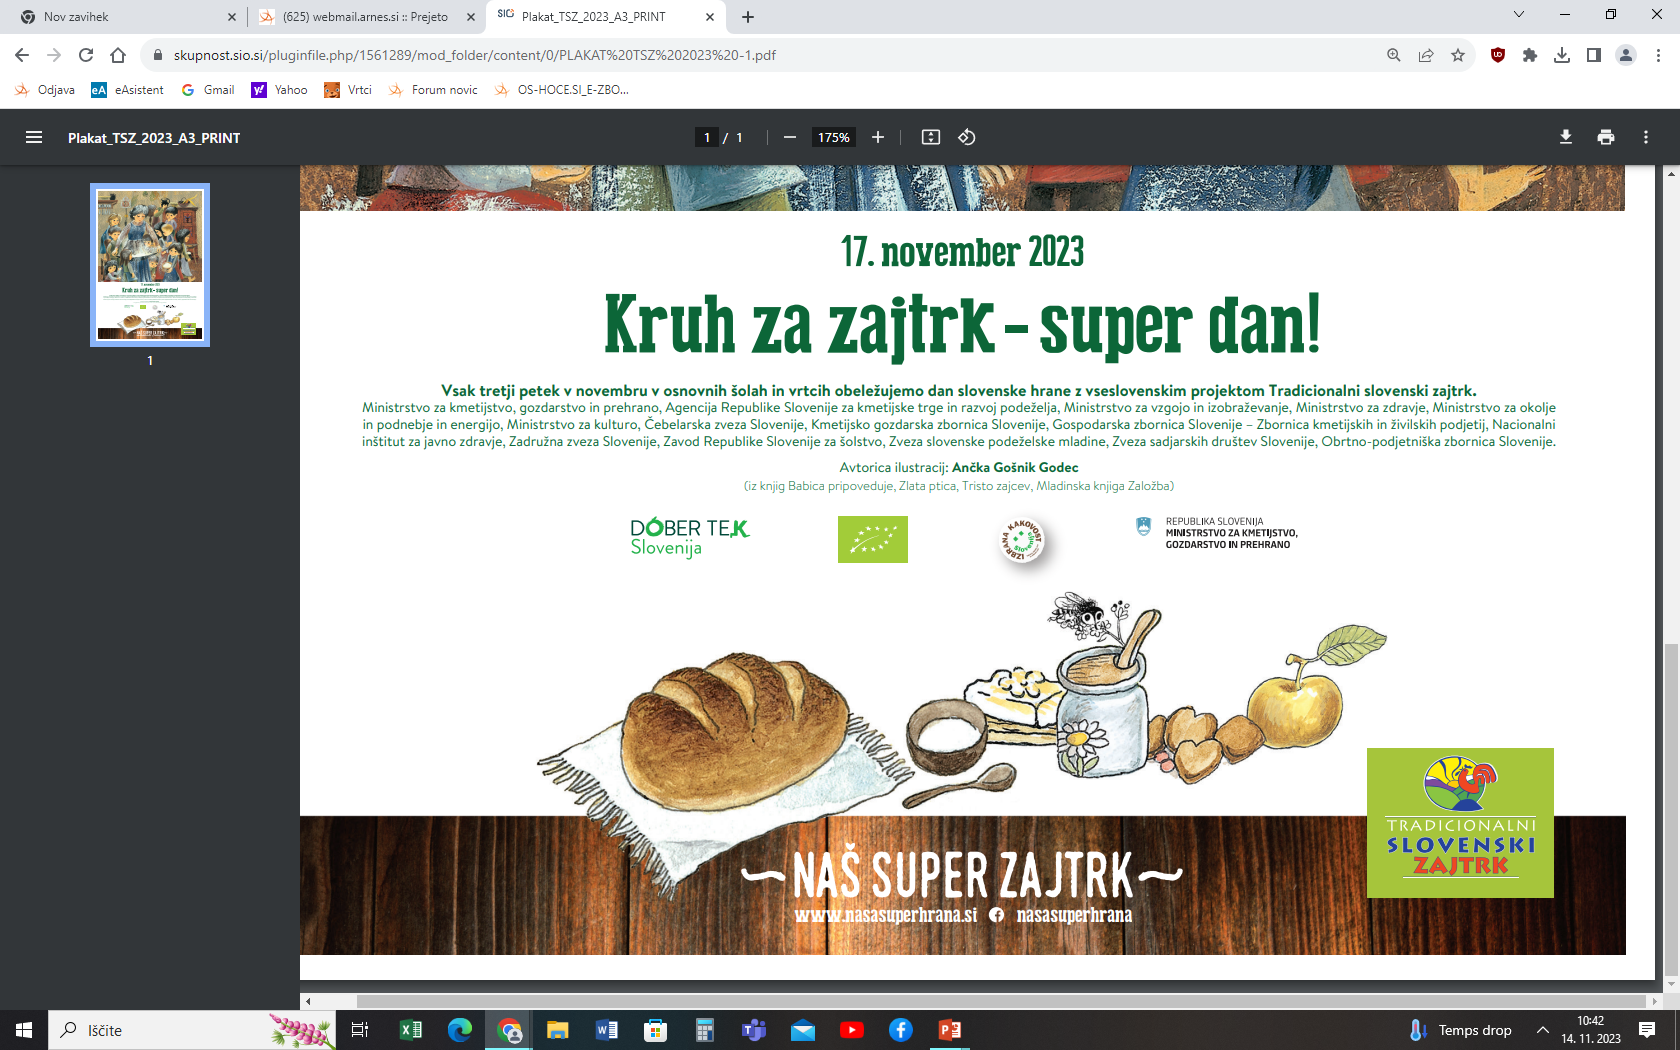 Nov zavihek
(625) webmail.arnes.si :: Prejeto
SIO
Plakat_TSZ_2023_A3_PRINT
skupnost.sio.si/pluginfile.php/1561289/mod_folder/content/0/PLAKAT%20TSZ%202023%20-1.pdf
Odjava
eA eAsistent
Gmail
Yahoo
Vrtci
Forum novic
OS-HOCE.SI_E-ZBO...
Plakat_TSZ_2023_A3_PRINT
1 / 1
175%
1
17. november 2023
Kruh za zajtrk – super dan!
Vsak tretji petek v novembru v osnovnih šolah in vrtcih obeležujemo dan slovenske hrane z vseslovenskim projektom Tradicionalni slovenski zajtrk.
Ministrstvo za kmetijstvo, gozdarstvo in prehrano, Agencija Republike Slovenije za kmetijske trge in razvoj podeželja, Ministrstvo za vzgojo in izobraževanje, Ministrstvo za zdravje, Ministrstvo za okolje
in podnebje in energijo, Ministrstvo za kulturo, Čebelarska zveza Slovenije, Kmetijsko gozdarska zbornica Slovenije, Gospodarska zbornica Slovenije – Zbornica kmetijskih in živilskih podjetij, Nacionalni
inštitut za javno zdravje, Zadružna zveza Slovenije, Zavod Republike Slovenije za šolstvo, Zveza slovenske podeželske mladine, Zveza sadjarskih društev Slovenije, Obrtno-podjetniška zbornica Slovenije.
Avtorica ilustracij: Ančka Gošnik Godec
(iz knjig Babica pripoveduje, Zlata ptica, Tristo zajcev, Mladinska knjiga Založba)
DOBER TEK
Slovenija
IZBRANA KAKOVOST
Slovenija
REPUBLIKA SLOVENIJA
MINISTRSTVO ZA KMETIJSTVO,
GOZDARSTVO IN PREHRANO
TRADICIONALNI
SLOVENSKI
ZAJTRK
NAŠ SUPER ZAJTRK
www.nasasuperhrana.si nasasuperhrana
Iščite
Temps drop
10:42
14. 11. 2023